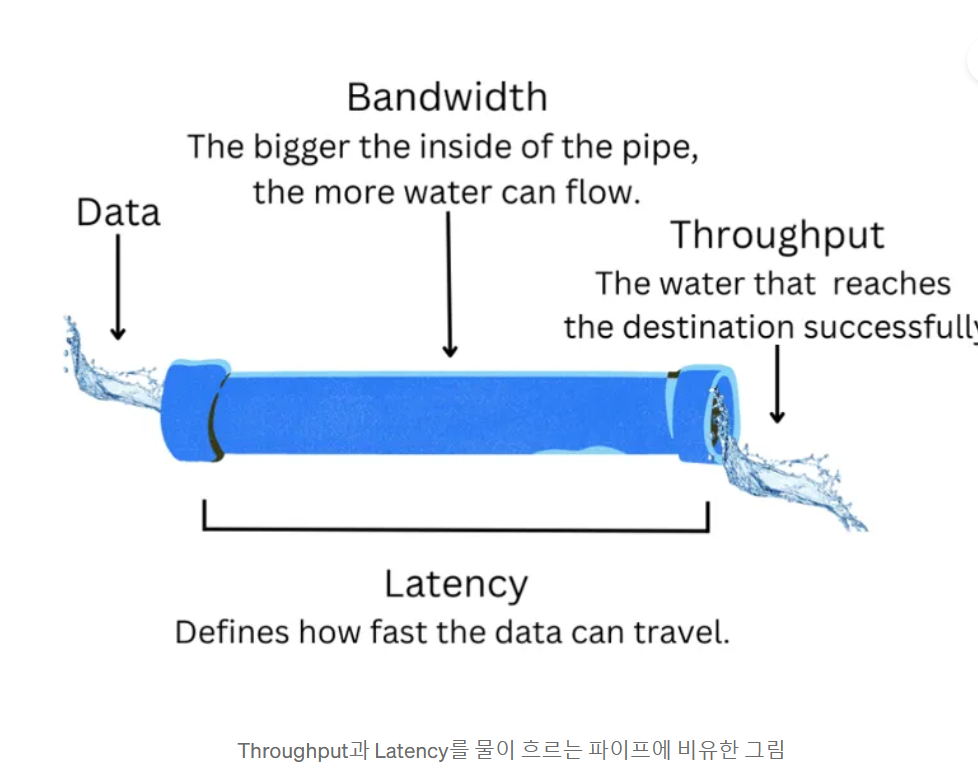 Bandwidth
The bigger the inside of the pipe,
the more water can flow.
Data
Throughput
The water that reaches
the destination successfully
Latency
Defines how fast the data can travel.
Throughput과 Latency를 물이 흐르는 파이프에 비유한 그림